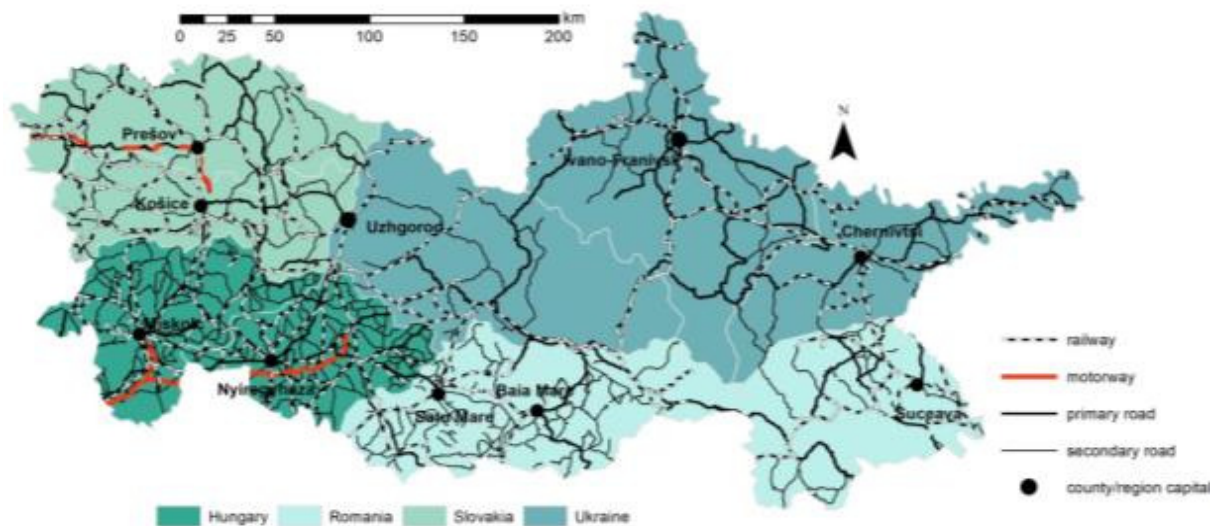 km
0 25 50 100 150 200
N
Prešov
Ivano-Franivsk
Košice
Uzhgorod
Chernivtsi
Miskolc
railway
motorway
Nyíregyháza
Baia Mare
Satu Mare
Suceava
primary road
secondary road
county/region capital
Hungary Romania Slovakia Ukraine